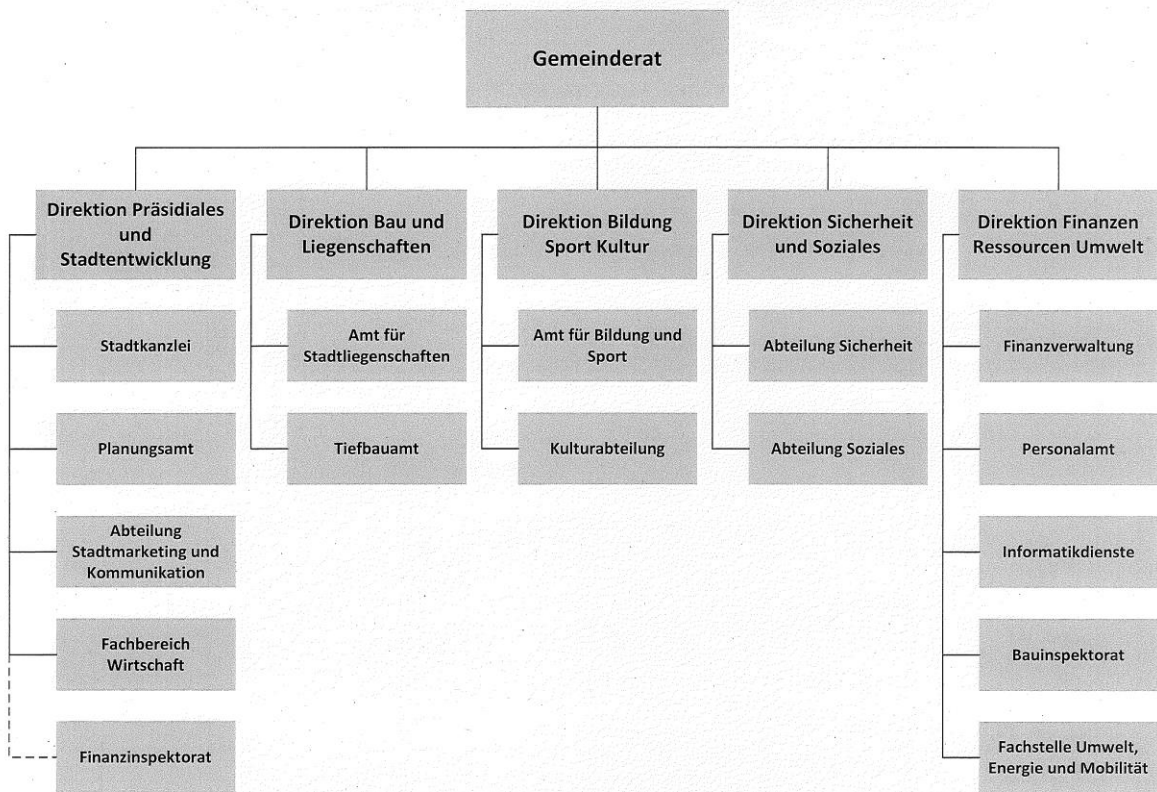 Gemeinderat
Direktion Präsidiales
und
Stadtentwicklung
Stadtkanzlei
Planungsamt
Abteilung
Stadtmarketing und
Kommunikation
Fachbereich
Wirtschaft
Finanzinspektorat
Direktion Bau und
Liegenschaften
Amt für
Stadtliegenschaften
Tiefbauamt
Direktion Bildung
Sport Kultur
Amt für Bildung und
Sport
Kulturabteilung
Direktion Sicherheit
und Soziales
Abteilung Sicherheit
Abteilung Soziales
Direktion Finanzen
Ressourcen Umwelt
Finanzverwaltung
Personalamt
Informatikdienste
Bauinspektorat
Fachstelle Umwelt,
Energie und Mobilität